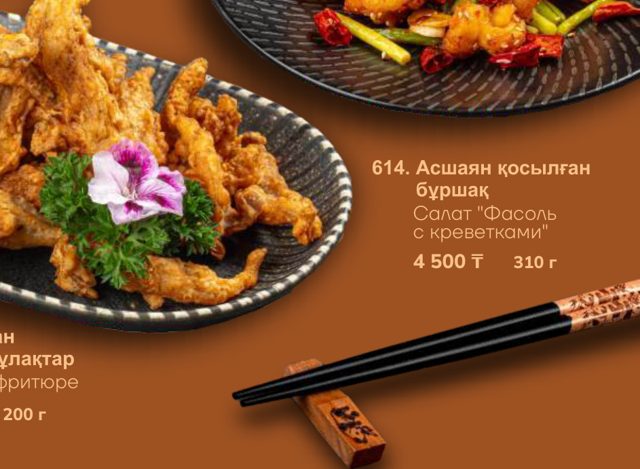 614. Асшаян қосылған
бұршақ
Салат "Фасоль
с креветками"
4 500 ₸ 310 г
ұлақтар
фритюре
200 г